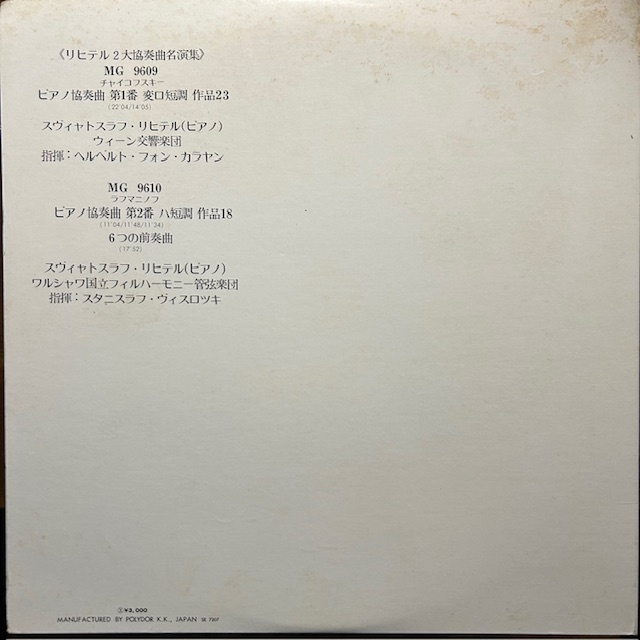 《リヒテル2大協奏曲名演集》
MG 9609
チャイコフスキー
ピアノ協奏曲 第1番 変ロ短調 作品23
(22'04/14'05)
スヴィャトスラフ・リヒテル(ピアノ)
ウィーン交響楽団
指揮:ヘルベルト・フォン・カラヤン
MG 9610
ラフマニノフ
ピアノ協奏曲 第2番 ハ短調 作品18
(11'04/11'48/11'34)
6つの前奏曲
(17'52)
スヴィャトスラフ・リヒテル(ピアノ)
ワルシャワ国立フィルハーモニー管弦楽団
指揮:スタニスラフ・ヴィスロツキ
¥3,000
MANUFACTURED BY POLYDOR K.K., JAPAN SE 7307